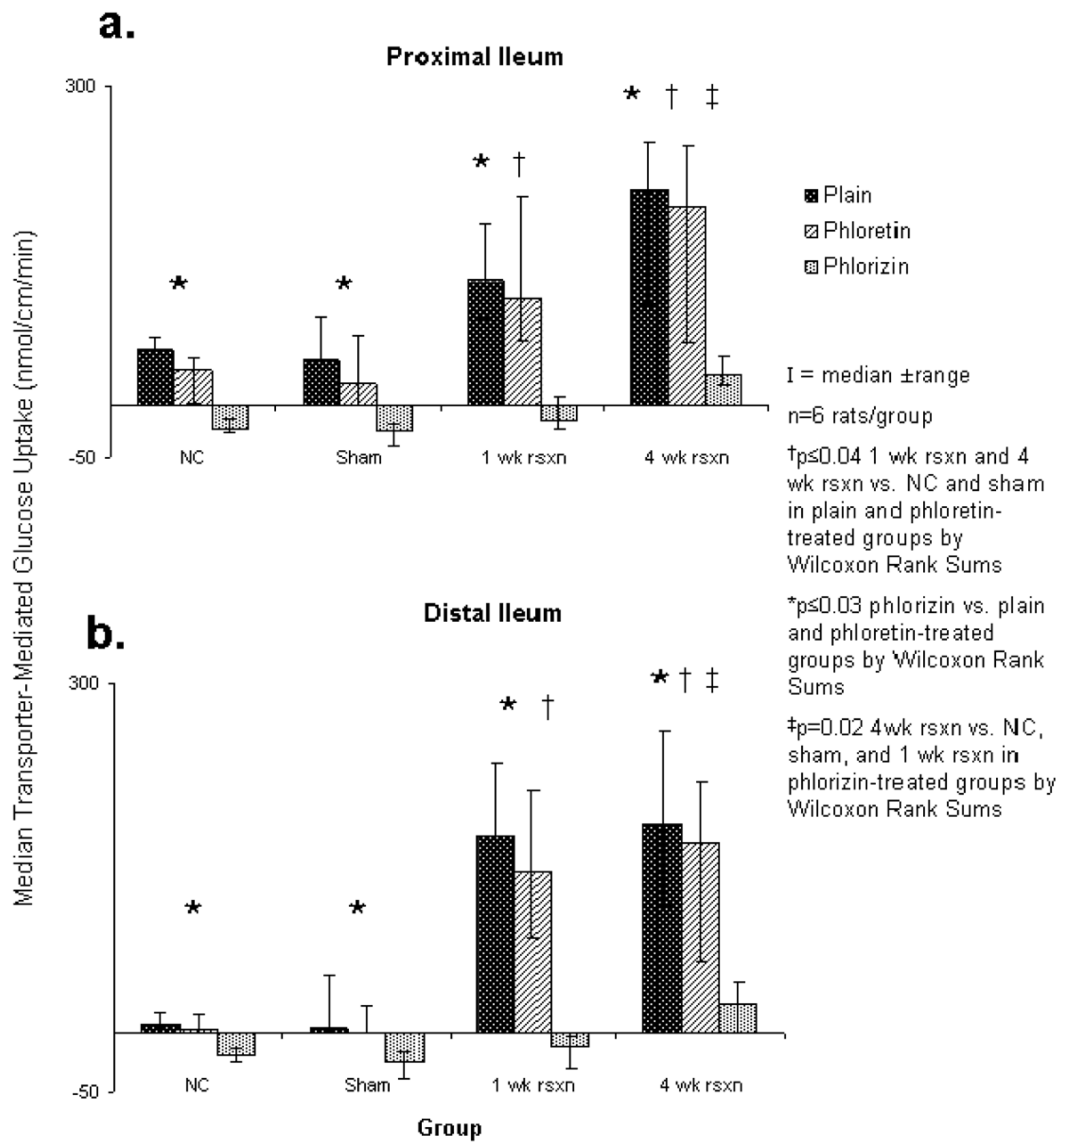 a.
Proximal Ileum
300
-50
* * * † * † ‡
NC Sham 1 wk rsxn 4 wk rsxn
Plain
Phloretin
Phlorizin
I = median ±range
n=6 rats/group
†p≤0.04 1 wk rsxn and 4
wk rsxn vs. NC and sham
in plain and phloretin-
treated groups by
Wilcoxon Rank Sums
*p≤0.03 phlorizin vs. plain
and phloretin-treated
groups by Wilcoxon Rank
Sums
‡p=0.02 4wk rsxn vs. NC,
sham, and 1 wk rsxn in
phlorizin-treated groups by
Wilcoxon Rank Sums
Median Transporter-Mediated Glucose Uptake (nmol/cm/min)
b.
Distal Ileum
300
-50
* * * † * † ‡
NC Sham 1 wk rsxn 4 wk rsxn
Group